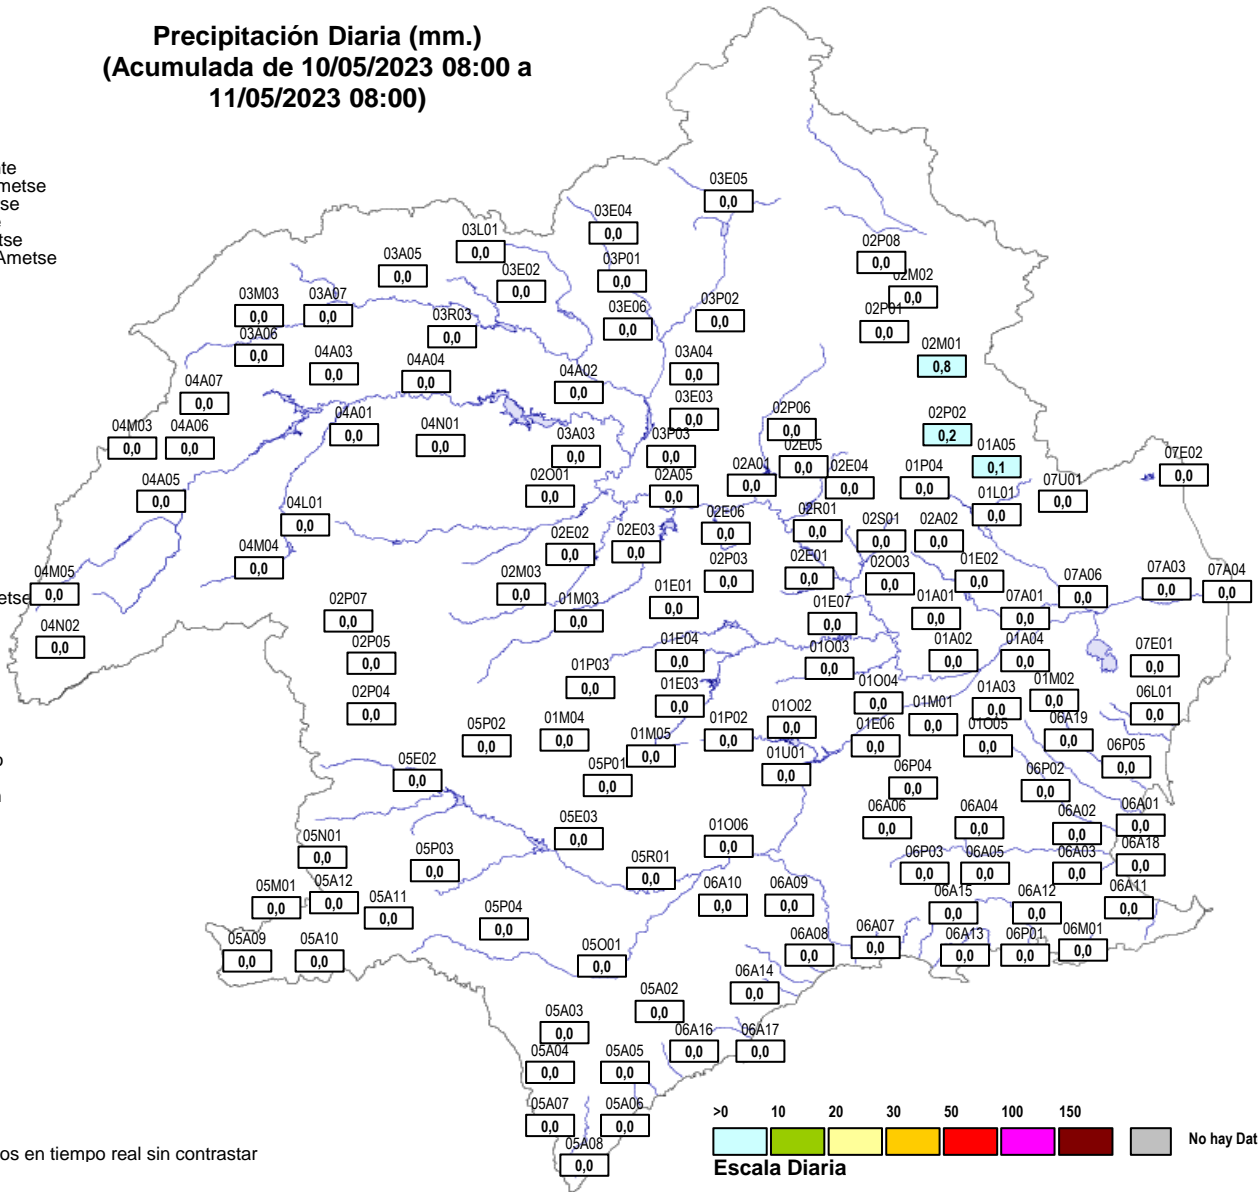 Precipitación Diaria (mm.)
(Acumulada de 10/05/2023 08:00 a
11/05/2023 08:00)
03E05
0,0
03E04
0,0
03L01
0,0
03A05
0,0
03E02
0,0
03P01
0,0
02P08
0,0
02M02
0,0
03M03
0,0
03A07
0,0
03R03
0,0
03E06
0,0
03P02
0,0
02P01
0,0
03A06
0,0
04A03
0,0
04A04
0,0
04A02
0,0
03A04
0,0
02M01
0,8
04A07
0,0
03E03
0,0
04M03
0,0
04A06
0,0
04A01
0,0
04N01
0,0
03A03
0,0
03P03
0,0
02P06
0,0
02P02
0,2
02E05
0,0
01A05
0,1
07E02
0,0
04A05
0,0
02O01
0,0
02A05
0,0
02A01
0,0
02E04
0,0
01P04
0,0
07U01
0,0
01L01
0,0
04L01
0,0
02E06
0,0
02R01
0,0
02S01
0,0
02A02
0,0
04M04
0,0
02E02
0,0
02E03
0,0
02P03
0,0
02E01
0,0
02O03
0,0
01E02
0,0
04M05
0,0
02M03
0,0
07A06
0,0
07A03
0,0
07A04
0,0
02P07
0,0
01M03
0,0
01E01
0,0
01E07
0,0
01A01
0,0
07A01
0,0
04N02
0,0
02P05
0,0
01E04
0,0
01O03
0,0
01A02
0,0
01A04
0,0
07E01
0,0
02P04
0,0
01P03
0,0
01E03
0,0
01O04
0,0
01A03
0,0
01M02
0,0
06L01
0,0
05P02
0,0
01M04
0,0
01M05
0,0
01P02
0,0
01O02
0,0
01E06
0,0
01M01
0,0
01O05
0,0
06A19
0,0
06P05
0,0
05E02
0,0
05P01
0,0
01U01
0,0
06P04
0,0
06P02
0,0
05E03
0,0
01O06
0,0
06A06
0,0
06A04
0,0
06A02
0,0
06A01
0,0
05N01
0,0
05P03
0,0
05R01
0,0
06P03
0,0
06A05
0,0
06A03
0,0
06A18
0,0
05M01
0,0
05A12
0,0
05A11
0,0
06A10
0,0
06A09
0,0
06A15
0,0
06A12
0,0
06A11
0,0
05A09
0,0
05A10
0,0
05P04
0,0
05O01
0,0
06A08
0,0
06A07
0,0
06A13
0,0
06P01
0,0
06M01
0,0
06A14
0,0
05A02
0,0
05A03
0,0
06A16
0,0
06A17
0,0
05A04
0,0
05A05
0,0
05A07
0,0
05A06
0,0
05A08
0,0
os en tiempo real sin contrastar
>0 10 20 30 50 100 150
No hay Dat
Escala Diaria